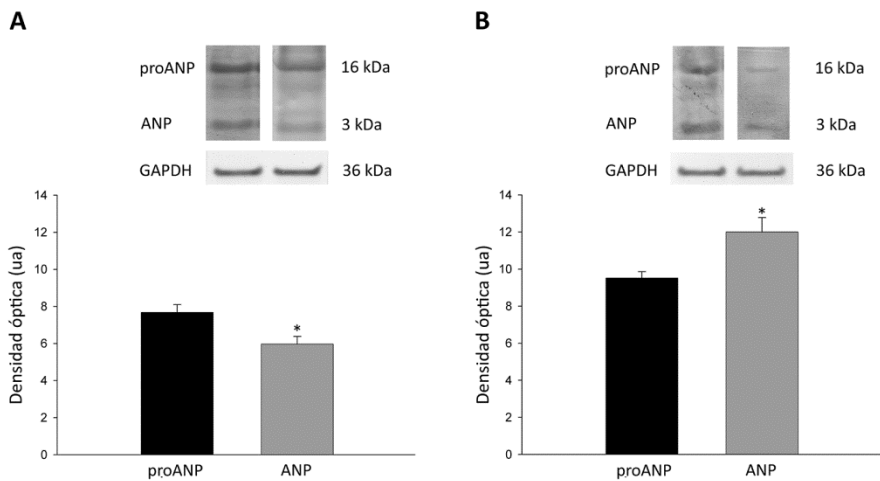 A
proANP 16 kDa
ANP 3 kDa
GAPDH 36 kDa
Densidad óptica (ua)
14
12
10
8
6
4
2
0
*
proANP ANP
B
proANP 16 kDa
ANP 3 kDa
GAPDH 36 kDa
Densidad óptica (ua)
14
12
10
8
6
4
2
0
*
proANP ANP